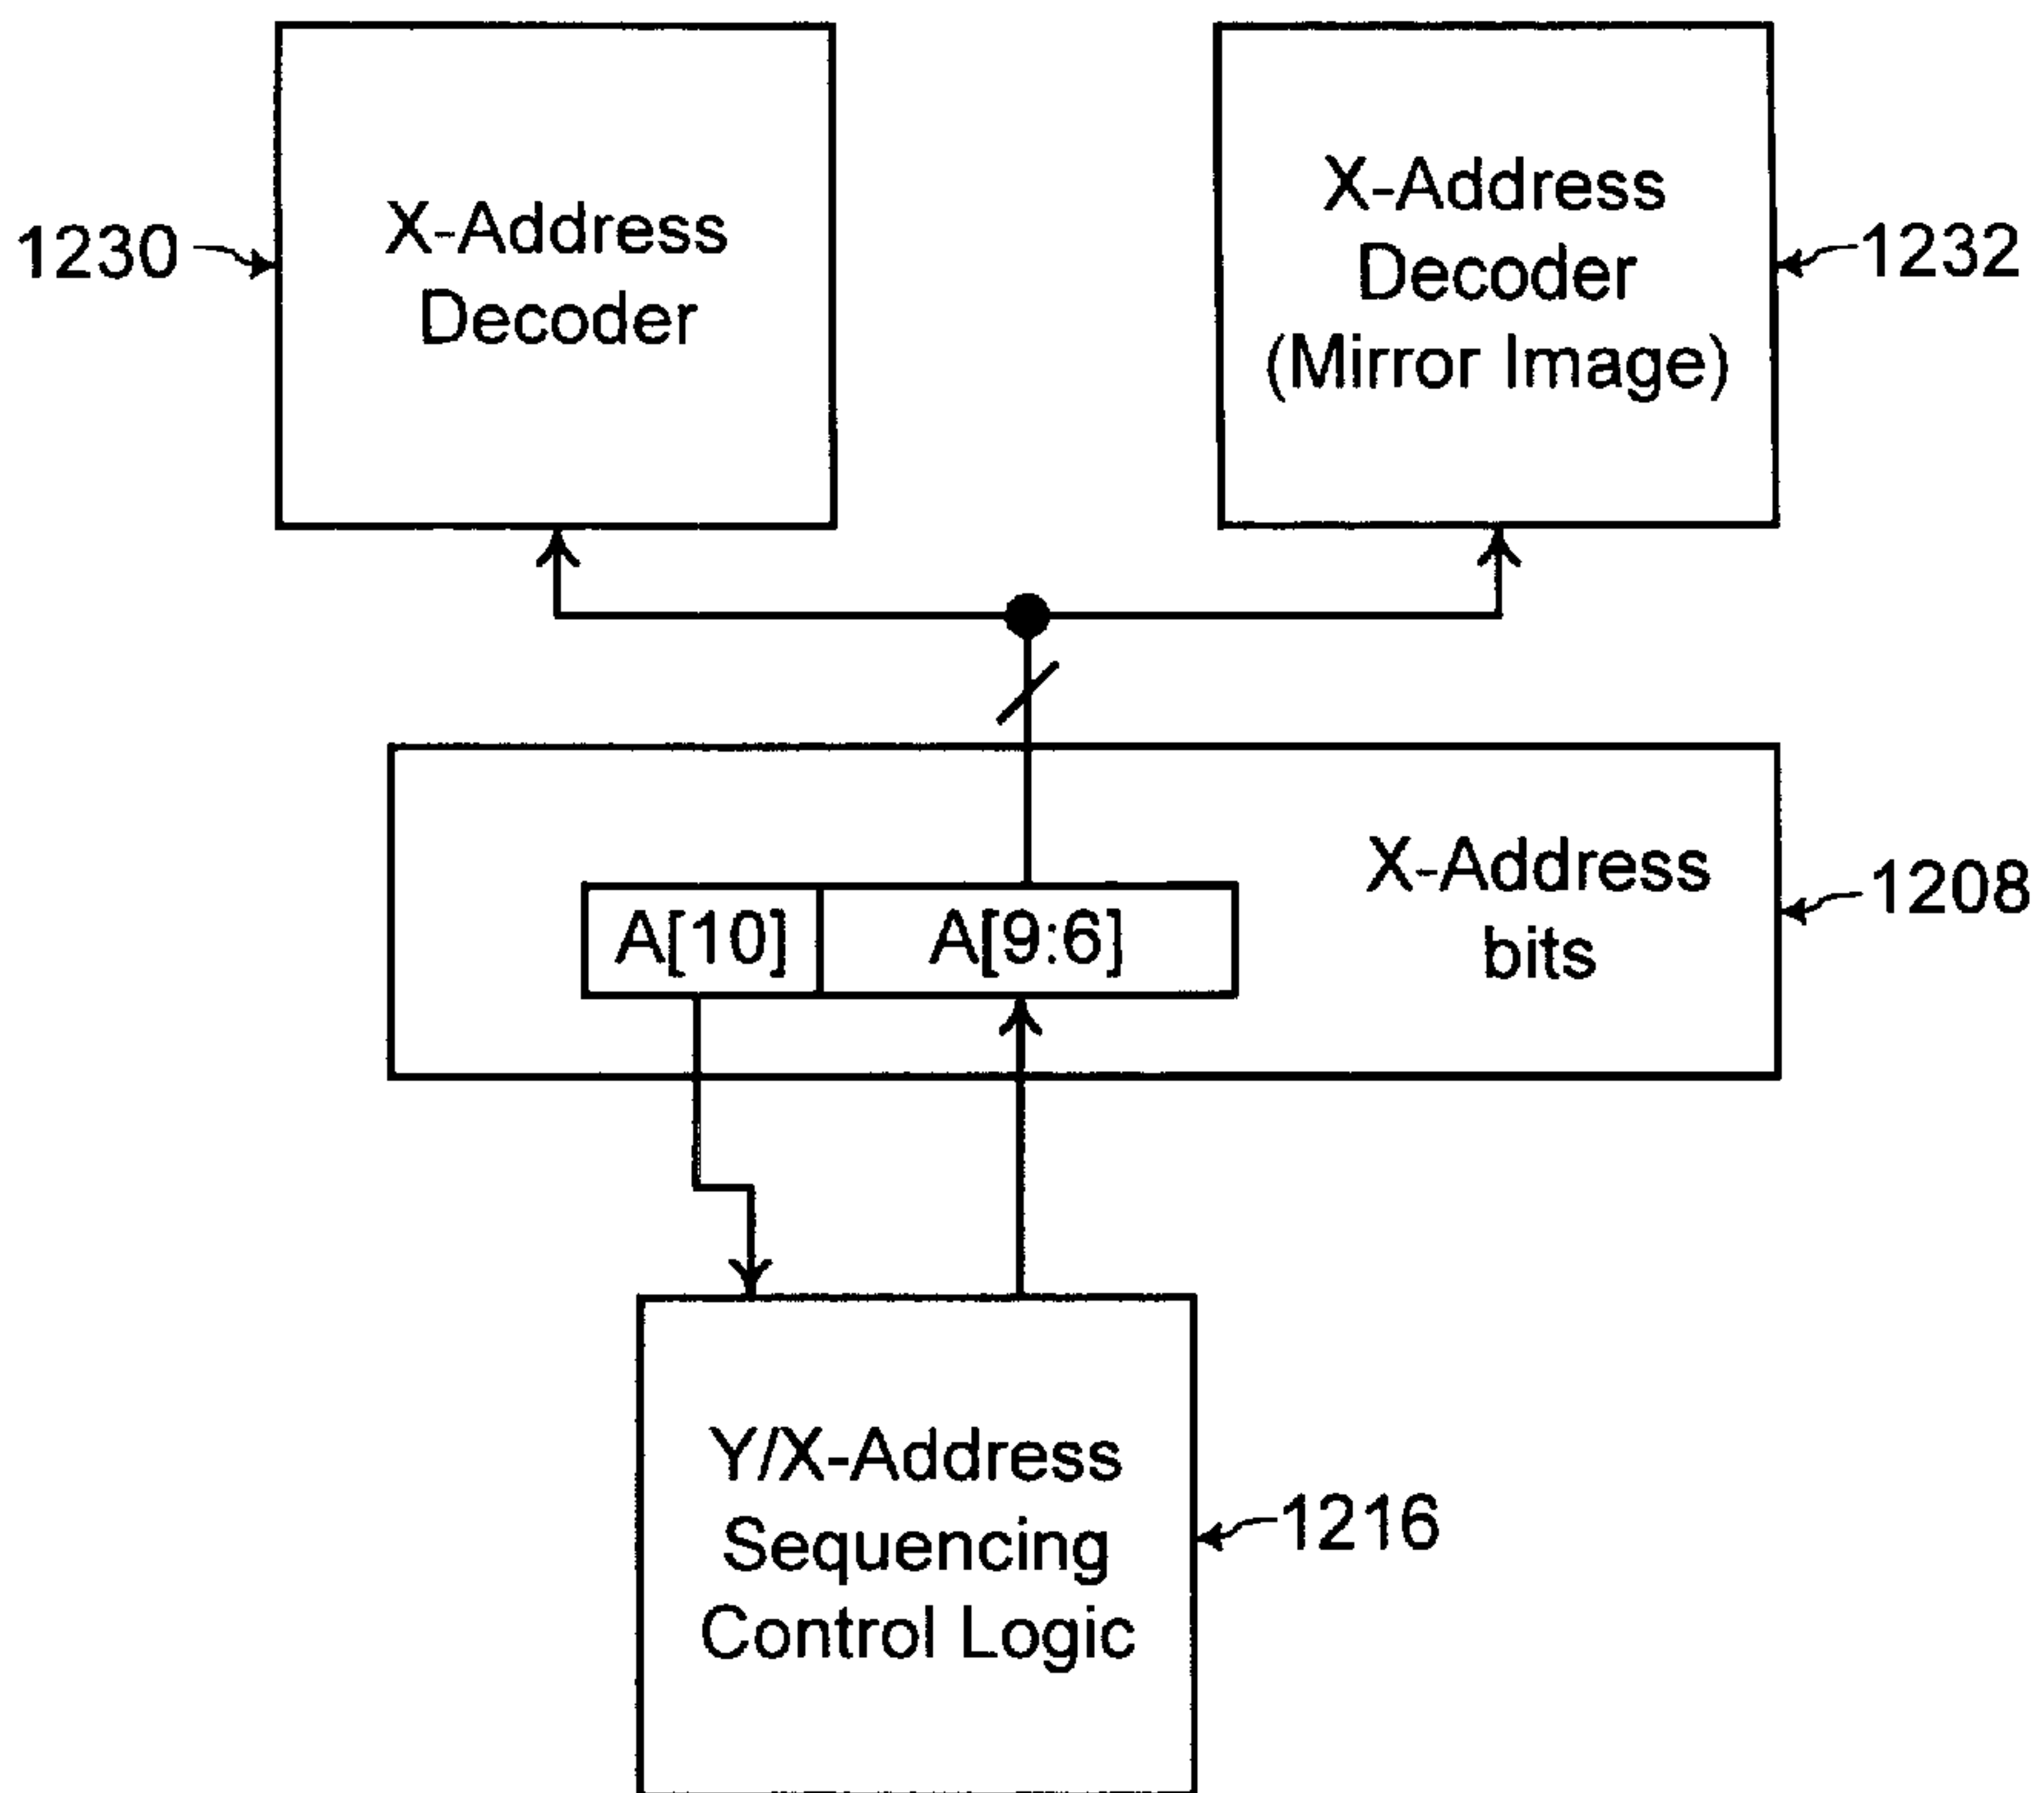 1230
X-Address
Decoder
X-Address
Decoder
(Mirror Image)
1232
A[10]
A[9:6]
X-Address
bits
1208
Y/X-Address
Sequencing
Control Logic
1216